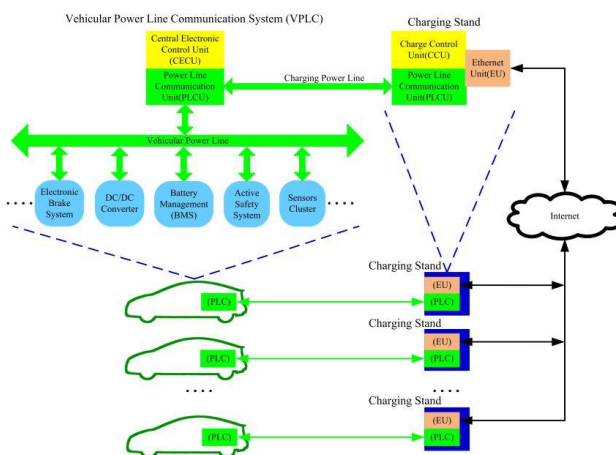 Vehicular Power Line Communication System (VPLC)
Charging Stand
Central Electronic
Control Unit
(CECU)
Power Line
Communication
Unit(PLCU)
Charging Power Line
Charge Control
Unit(CCU)
Power Line
Communication
Unit(PLCU)
Ethernet
Unit(EU)
Vehicular Power Line
Electronic
Brake
System
DC/DC
Converter
Battery
Management
(BMS)
Active
Safety
System
Sensors
Cluster
Internet
Charging Stand
(EU)
(PLC)
(PLC)
Charging Stand
(EU)
(PLC)
(PLC)
Charging Stand
(EU)
(PLC)
(PLC)